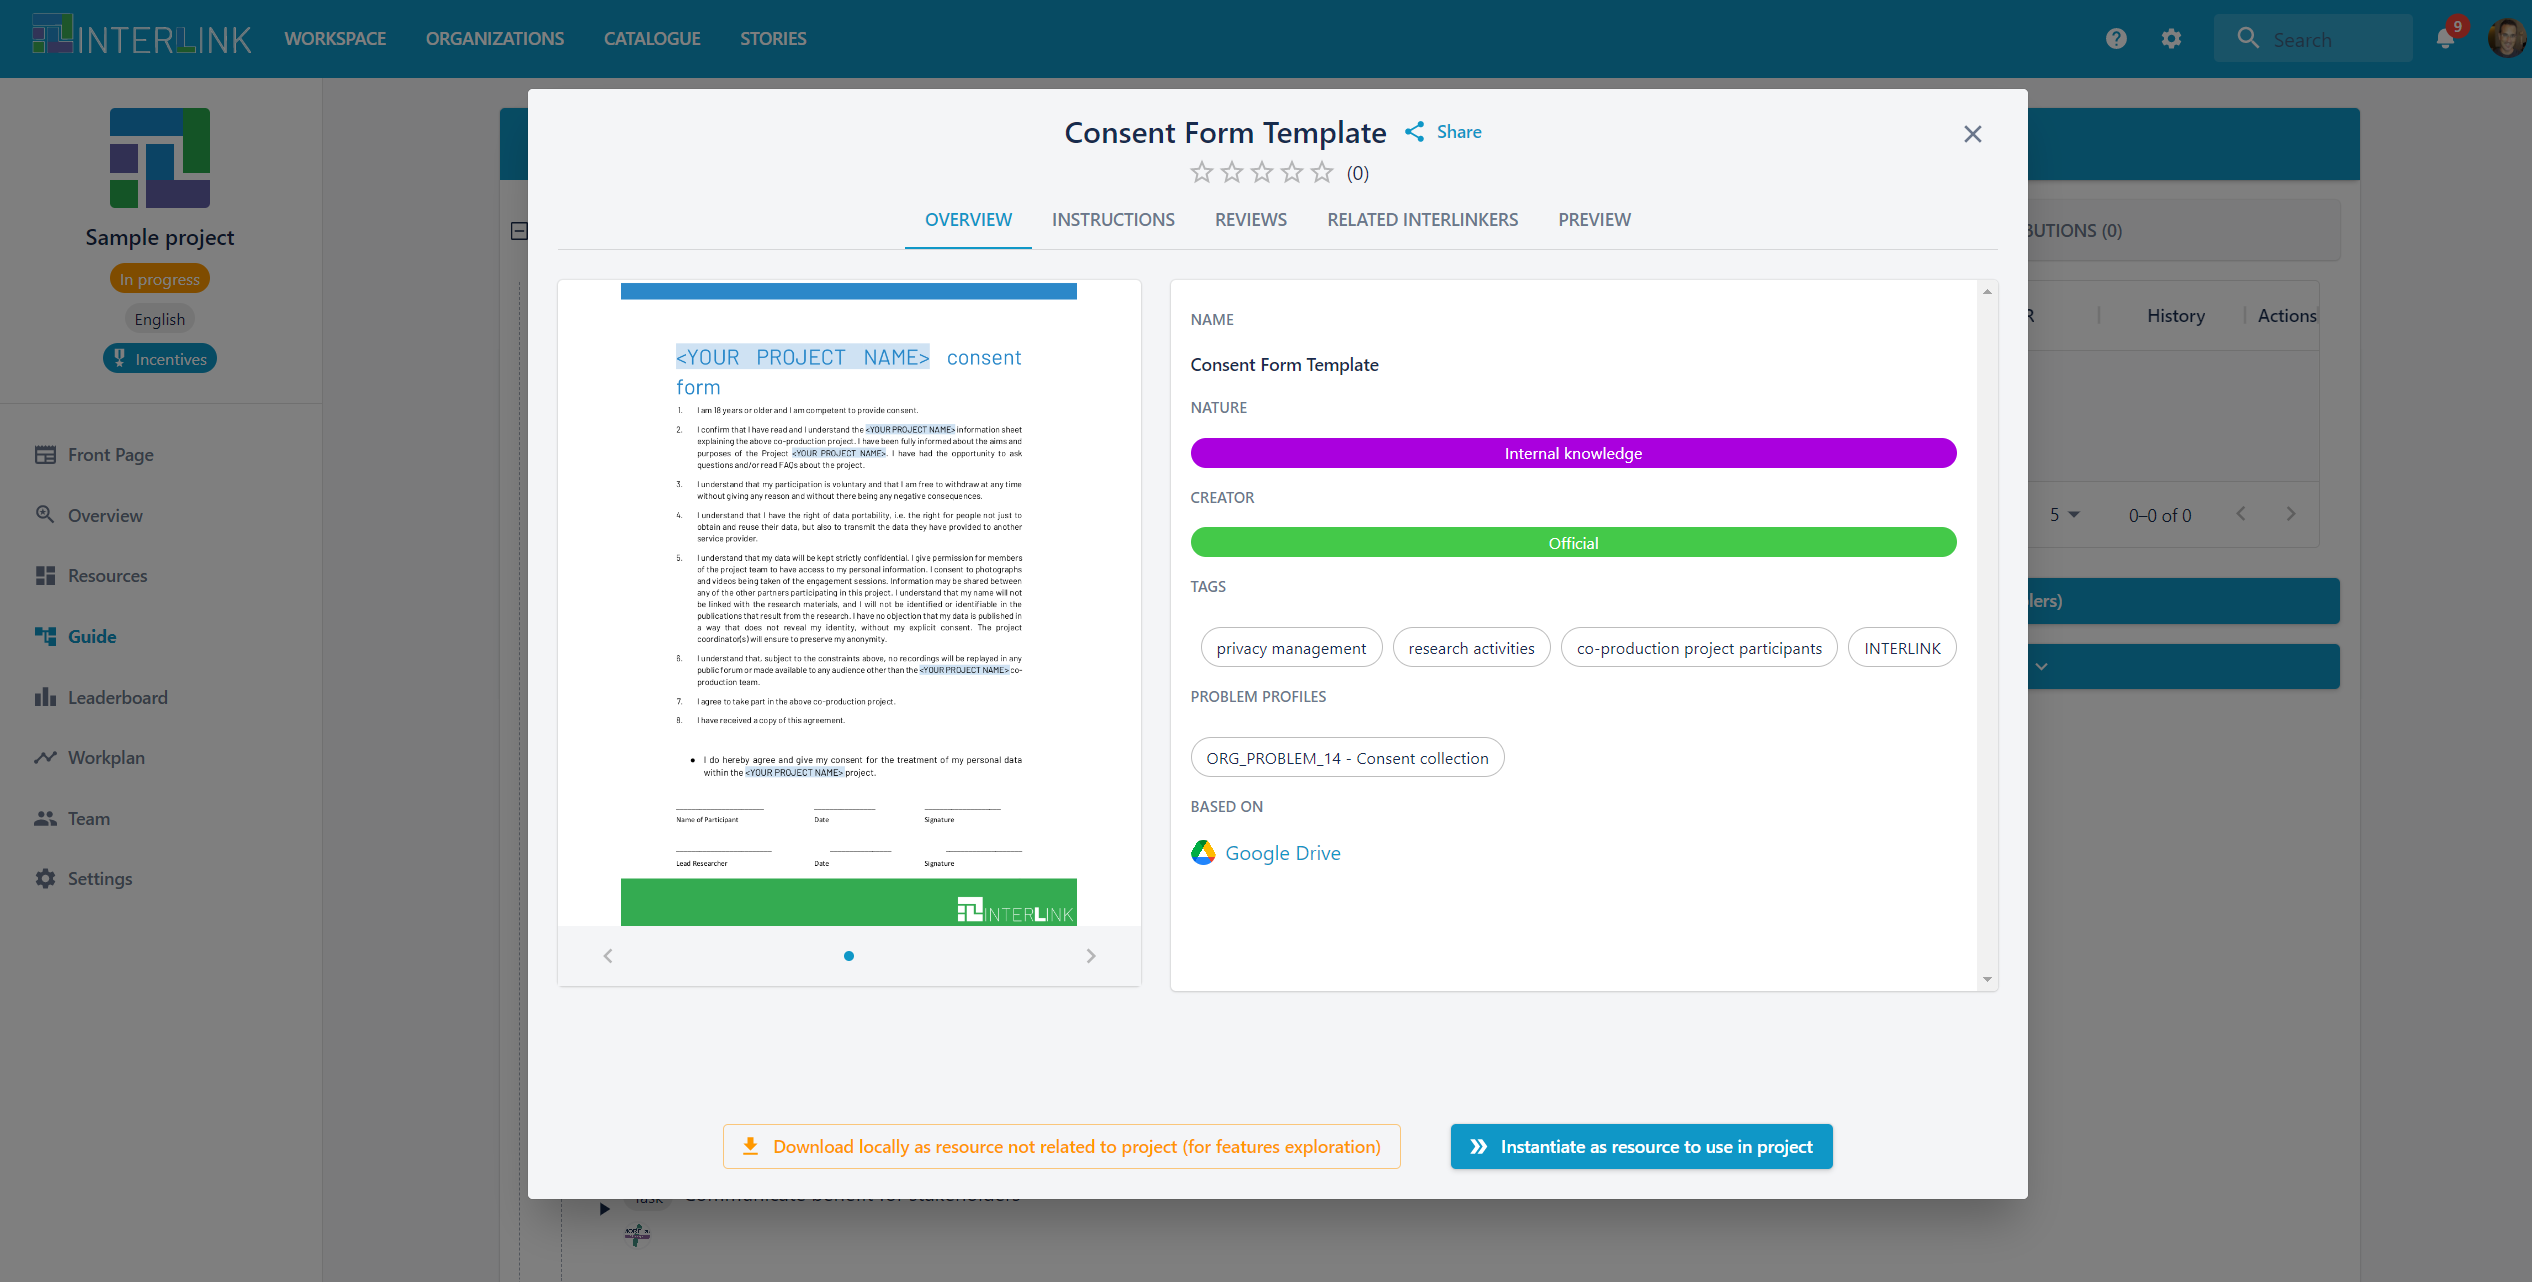 INTERLINK
WORKSPACE
ORGANIZATIONS
CATALOGUE
STORIES
Search
9
Sample project
In progress
English
Incentives
Front Page
Overview
Resources
Guide
Leaderboard
Workplan
Team
Settings
Consent Form Template
Share
(0)
OVERVIEW
INSTRUCTIONS
REVIEWS
RELATED INTERLINKERS
PREVIEW
<YOUR PROJECT NAME> consent
form
1. I am 18 years or older and I am competent to provide consent.
2. I confirm that I have read and I understand the <YOUR PROJECT NAME> information sheet
explaining the above co-production project. I have been fully informed about the aims and
purposes of the Project <YOUR PROJECT NAME>. I have had the opportunity to ask
questions and/or read FAQs about the project.
3. I understand that my participation is voluntary and that I am free to withdraw at any time
without giving any reason and without there being any negative consequences.
4. I understand that I have the right of data portability, i.e. the right for people not just to
obtain and reuse their data, but also to transmit the data they have provided to another
service provider.
5. I understand that my data will be kept strictly confidential. I give permission for members
of the project team to have access to my personal information. I consent to photographs
and videos being taken of the engagement sessions. Information may be shared between
any of the other partners participating in this project. I understand that my name will not
be linked with the research materials, and I will not be identified or identifiable in the
publications that result from the research. I have no objection that my data is published in
a way that does not reveal my identity, without my explicit consent. The project
coordinator(s) will ensure to preserve my anonymity.
6. I understand that, subject to the constraints above, no recordings will be replayed in any
public forum or made available to any audience other than the <YOUR PROJECT NAME> co-
production team.
7. I agree to take part in the above co-production project.
8. I have received a copy of this agreement.
• I do hereby agree and give my consent for the treatment of my personal data
within the <YOUR PROJECT NAME> project.
Name of Participant Date Signature
Lead Researcher Date Signature
INTERLINK
NAME
Consent Form Template
NATURE
Internal knowledge
CREATOR
Official
TAGS
privacy management
research activities
co-production project participants
INTERLINK
PROBLEM PROFILES
ORG_PROBLEM_14 - Consent collection
BASED ON
Google Drive
Download locally as resource not related to project (for features exploration)
Instantiate as resource to use in project
BUTIONS (0)
R
History
Actions
5
0–0 of 0
lers)
Task
Communicate benefit for stakeholders